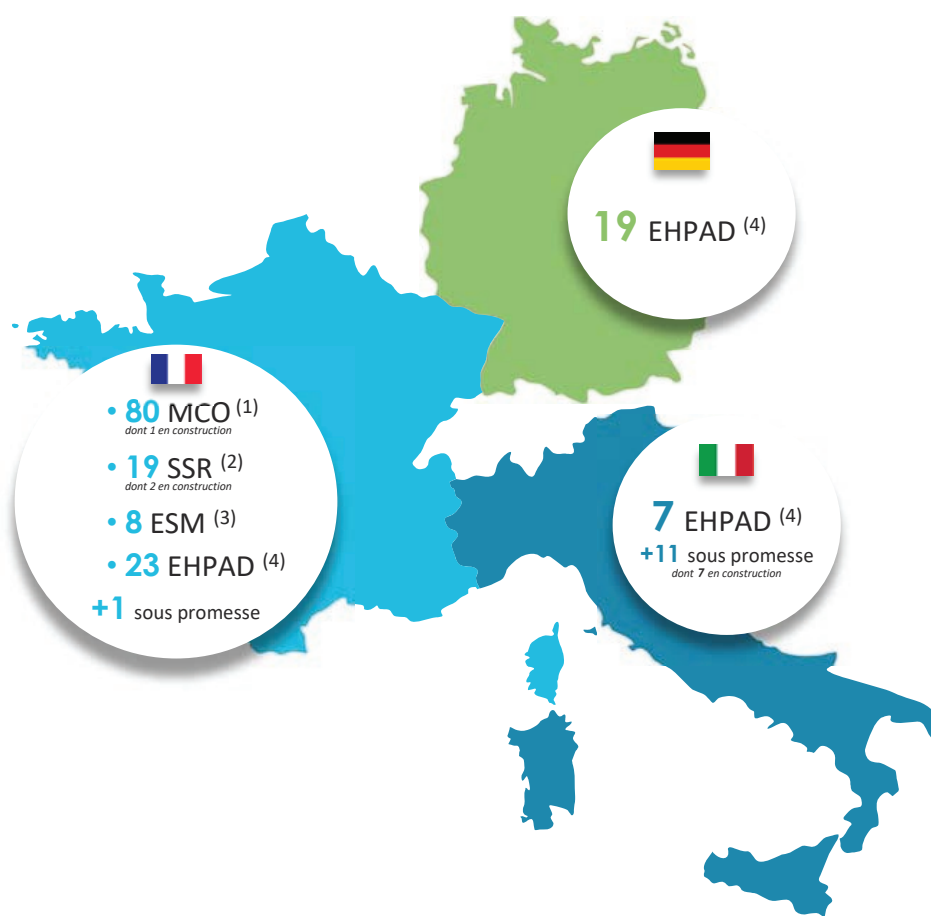 19 EHPAD (4)
• 80 MCO (1)
dont 1 en construction
• 19 SSR (2)
dont 2 en construction
• 8 ESM (3)
• 23 EHPAD (4)
+1 sous promesse
7 EHPAD (4)
+11 sous promesse
dont 7 en construction